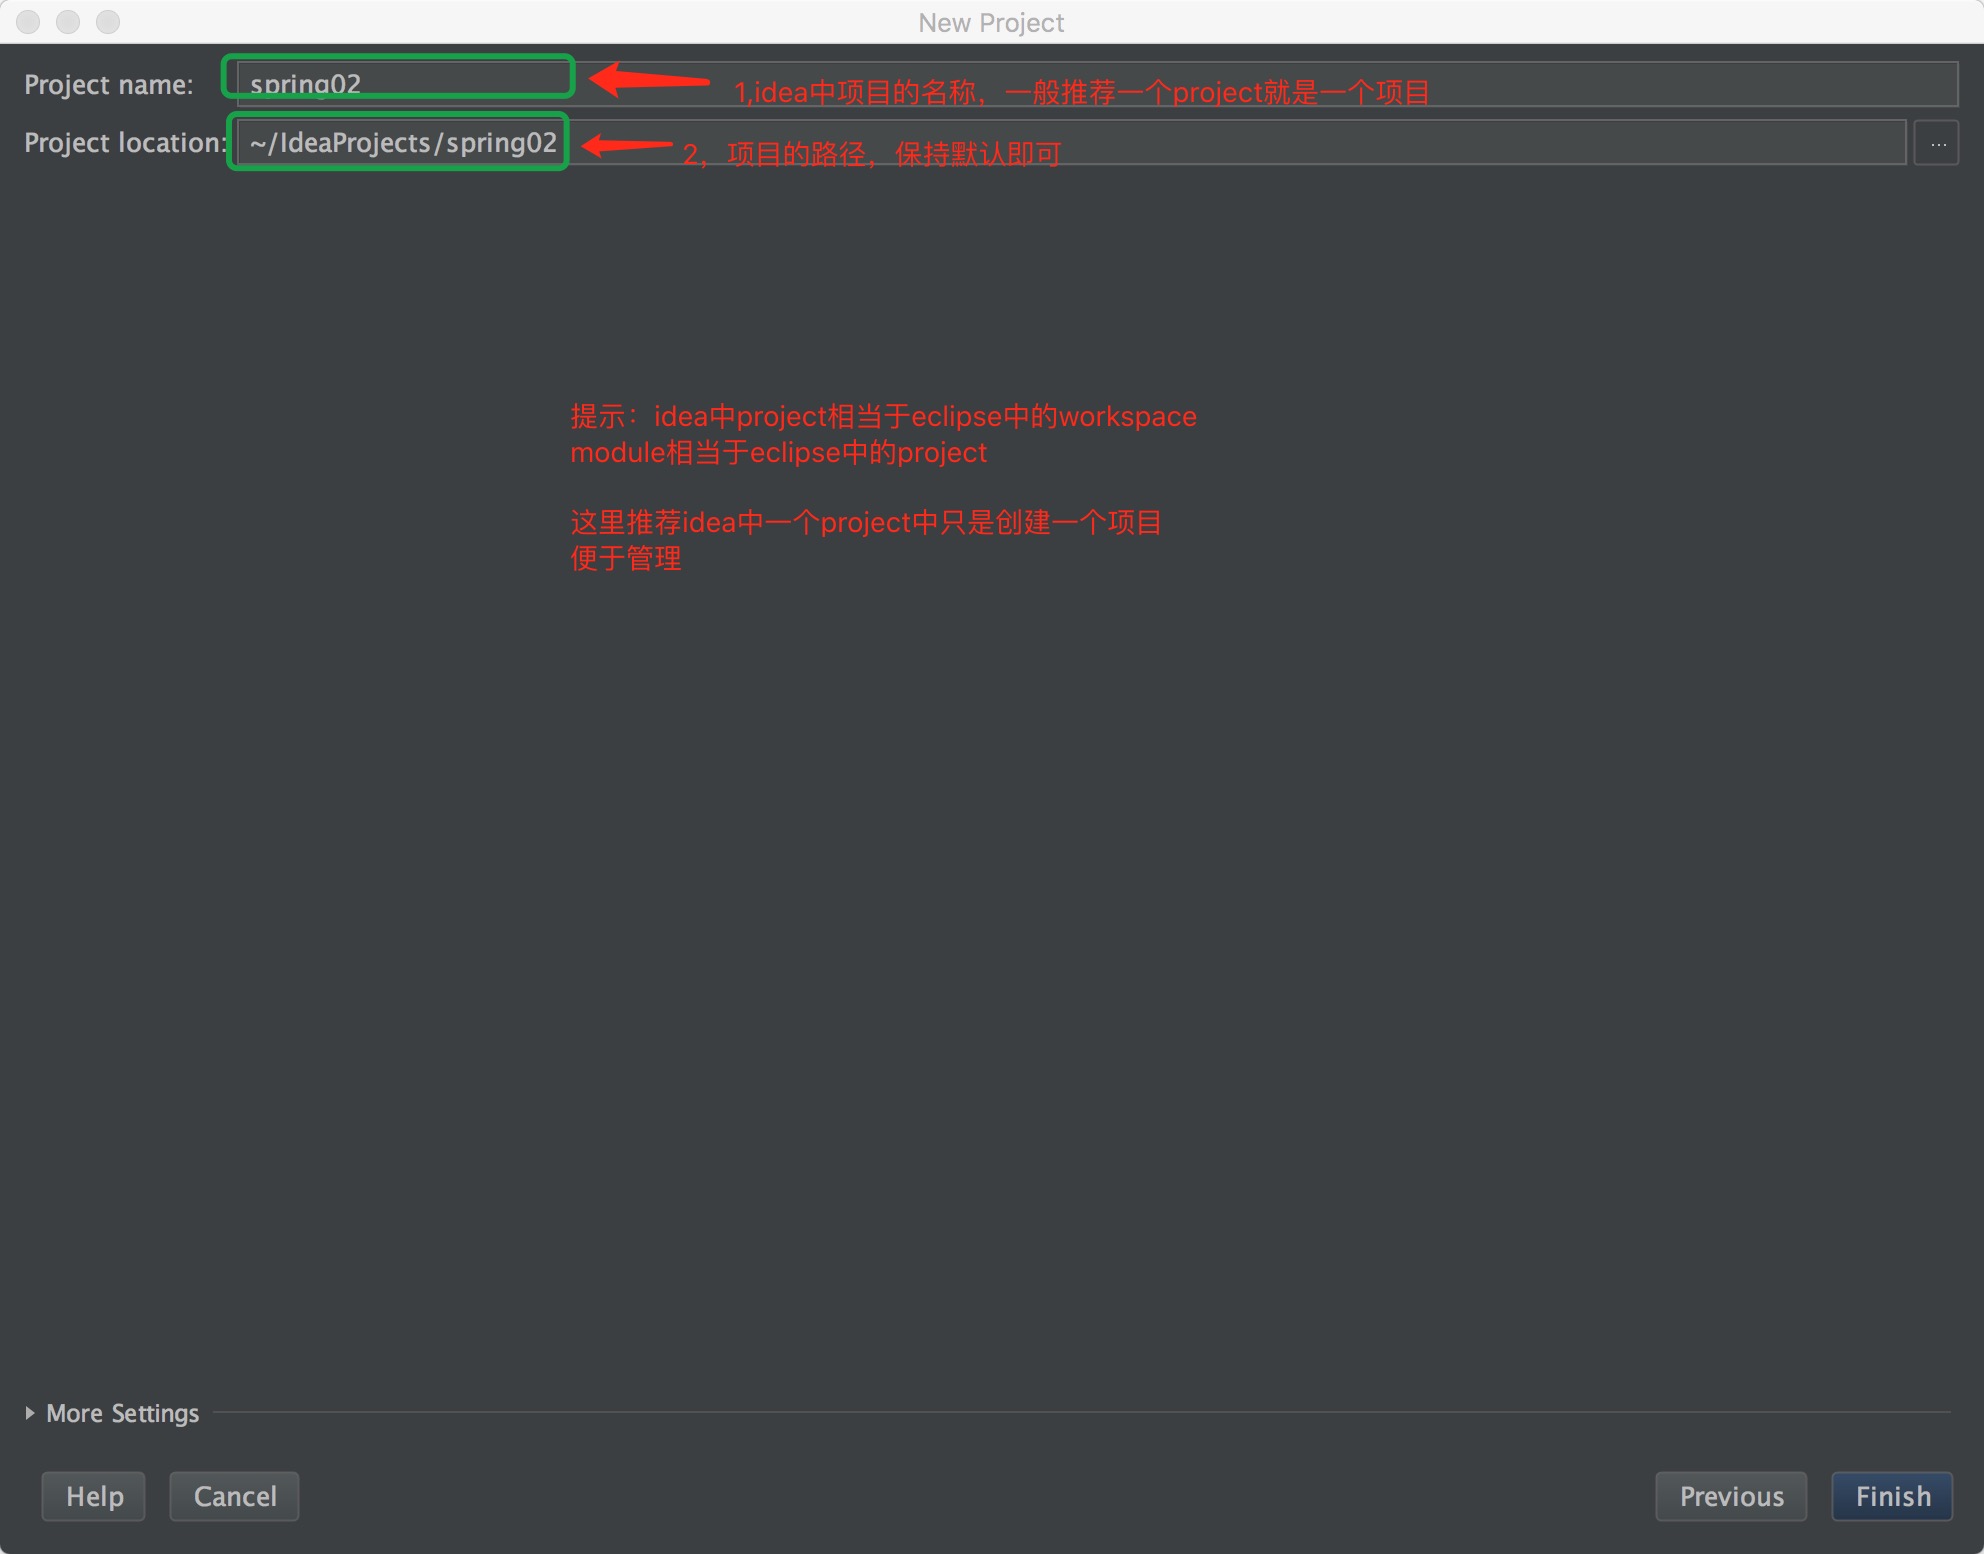 New Project
Project name: spring02 1,idea中项目的名称，一般推荐一个project就是一个项目
Project location: ~/IdeaProjects/spring02 2，项目的路径，保持默认即可 ...
提示：idea中project相当于eclipse中的workspace
module相当于eclipse中的project
这里推荐idea中一个project中只是创建一个项目
便于管理
More Settings
Help Cancel Previous Finish